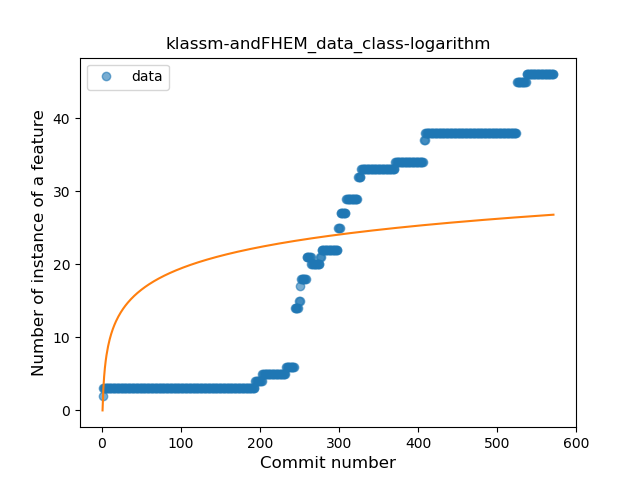 klassm-andFHEM_data_class-logarithm
data
Number of instance of a feature
40
30
20
10
0
0 100 200 300 400 500 600
Commit number